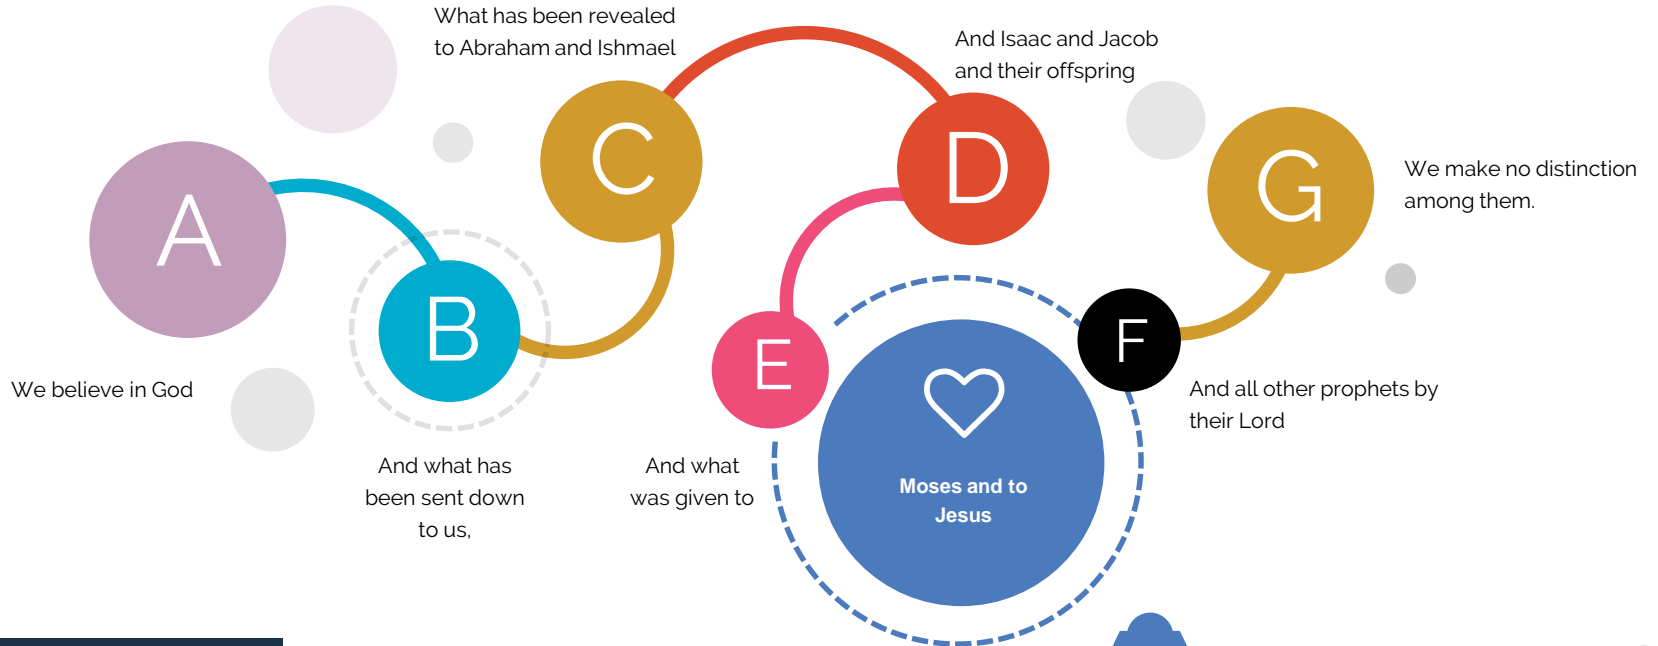 A
We believe in God
B
And what has
been sent down
to us,
C
What has been revealed
to Abraham and Ishmael
D
And Isaac and Jacob
and their offspring
E
And what
was given to
Moses and to
Jesus
F
And all other prophets by
their Lord
G
We make no distinction
among them.